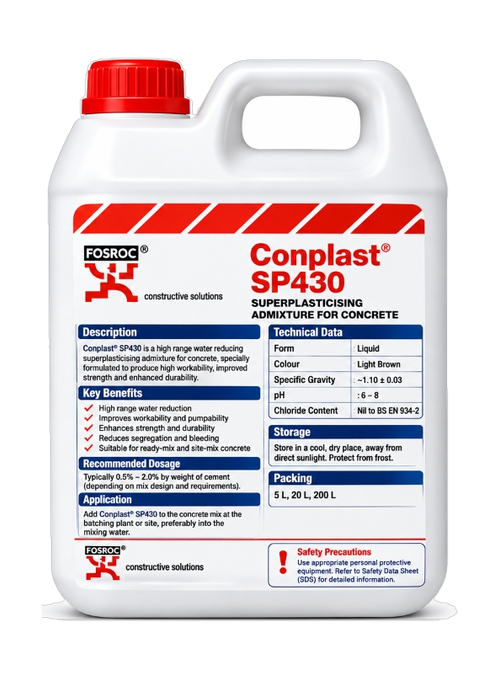 FOSROC®
constructive solutions
Conplast®
SP430
SUPERPLASTICISING
ADMIXTURE FOR CONCRETE
Description
Conplast® SP430 is a high range water reducing
superplasticising admixture for concrete, specially
formulated to produce high workability, improved
strength and enhanced durability.
Key Benefits
✓ High range water reduction
✓ Improves workability and pumpability
✓ Enhances strength and durability
✓ Reduces segregation and bleeding
✓ Suitable for ready-mix and site-mix concrete
Recommended Dosage
Typically 0.5% – 2.0% by weight of cement
(depending on mix design and requirements).
Application
Add Conplast® SP430 to the concrete mix at the
batching plant or site, preferably into the
mixing water.
Technical Data
Form : Liquid
Colour : Light Brown
Specific Gravity : ~1.10 ± 0.03
pH : 6 – 8
Chloride Content : Nil to BS EN 934-2
Storage
Store in a cool, dry place, away from
direct sunlight. Protect from frost.
Packing
5 L, 20 L, 200 L
FOSROC®
constructive solutions
! Safety Precautions
Use appropriate personal protective
equipment. Refer to Safety Data Sheet
(SDS) for detailed information.